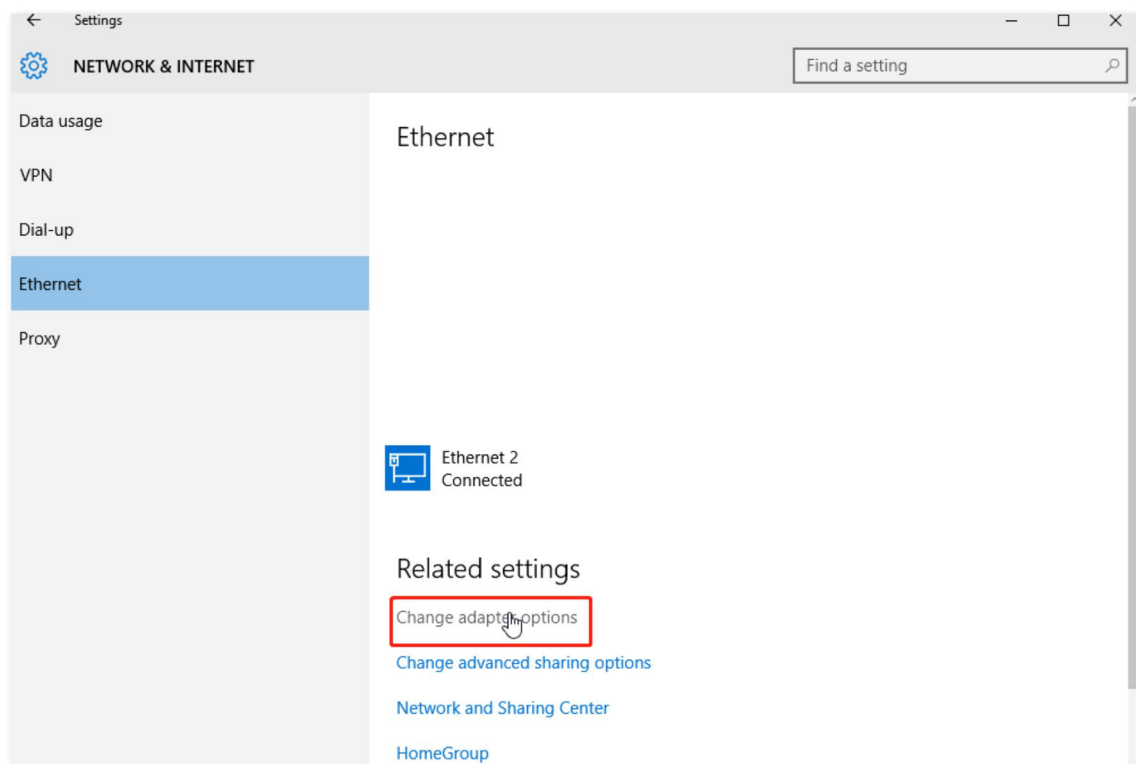 Settings
NETWORK & INTERNET
Find a setting
Data usage
VPN
Dial-up
Ethernet
Proxy
Ethernet
Ethernet 2
Connected
Related settings
Change adapter options
Change advanced sharing options
Network and Sharing Center
HomeGroup